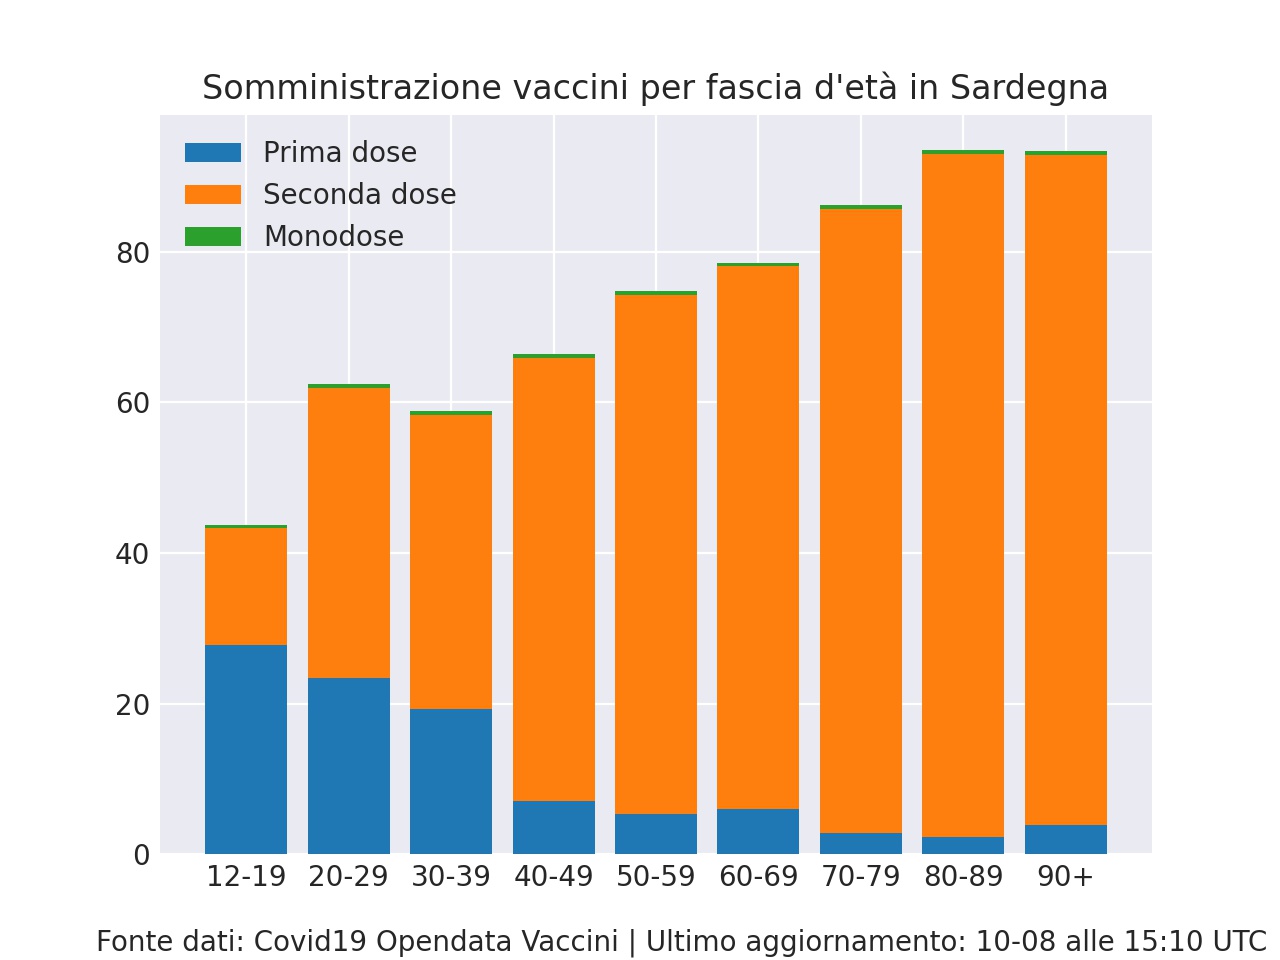 Somministrazione vaccini per fascia d'età in Sardegna
Prima dose
Seconda dose
Monodose
80
60
40
20
0
12-19 20-29 30-39 40-49 50-59 60-69 70-79 80-89 90+
Fonte dati: Covid19 Opendata Vaccini | Ultimo aggiornamento: 10-08 alle 15:10 UTC